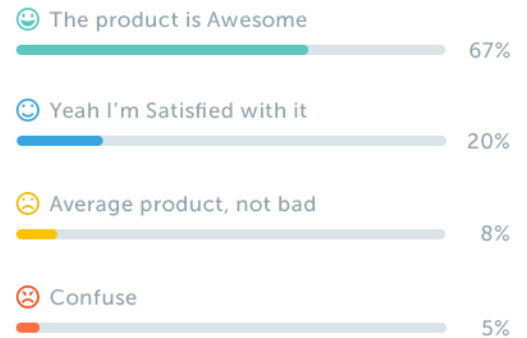 The product is Awesome
67%
Yeah I'm Satisfied with it
20%
Average product, not bad
8%
Confuse
5%